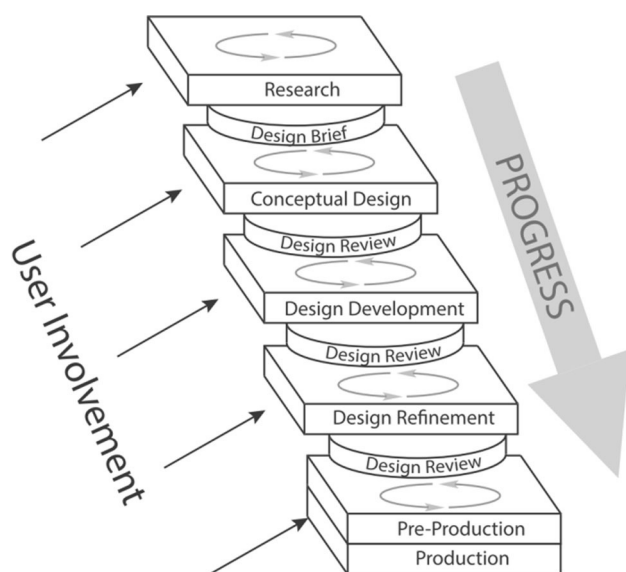 Research
Design Brief
Conceptual Design
Design Review
Design Development
Design Review
Design Refinement
Design Review
Pre-Production
Production
User Involvement
PROGRESS